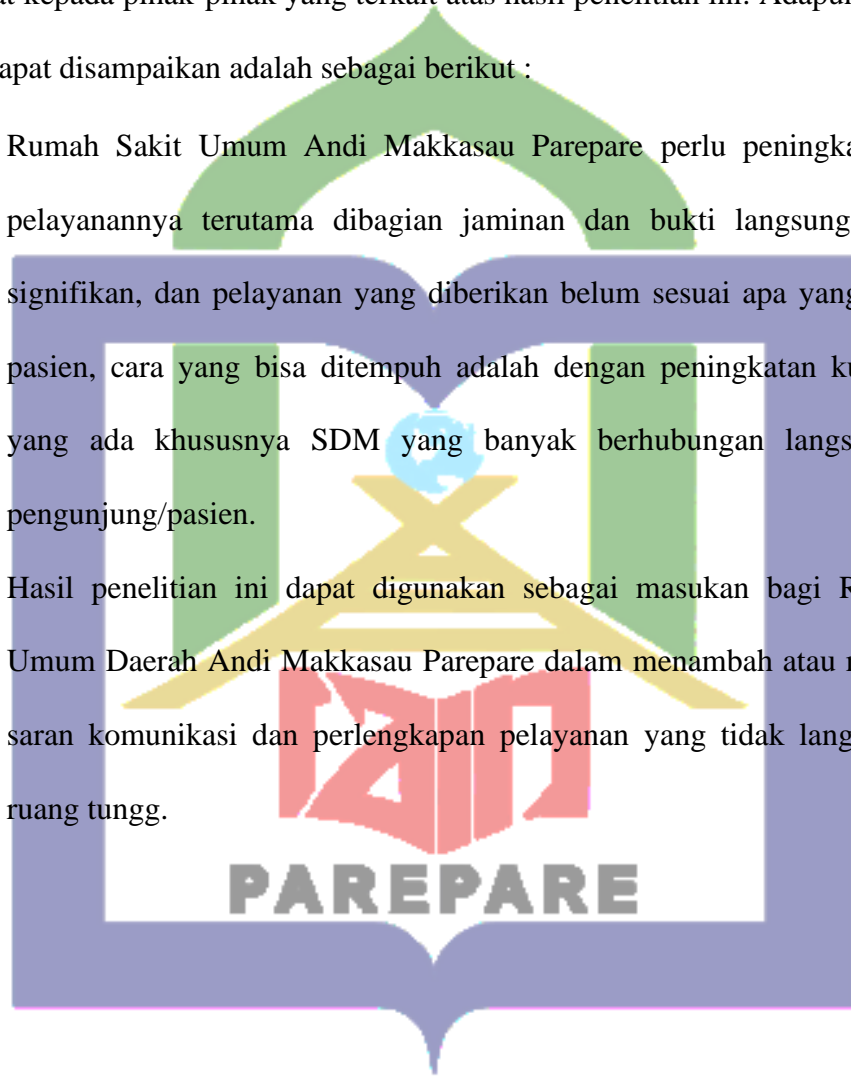 at kepada pihak-pihak yang terkait atas hasil penelitian ini. Adapun
apat disampaikan adalah sebagai berikut :
Rumah Sakit Umum Andi Makkasau Parepare perlu peningka
pelayanannya terutama dibagian jaminan dan bukti langsung
signifikan, dan pelayanan yang diberikan belum sesuai apa yang
pasien, cara yang bisa ditempuh adalah dengan peningkatan ku
yang ada khususnya SDM yang banyak berhubungan langs
pengunjung/pasien.
Hasil penelitian ini dapat digunakan sebagai masukan bagi R
Umum Daerah Andi Makkasau Parepare dalam menambah atau
saran komunikasi dan perlengkapan pelayanan yang tidak lang
ruang tungg.
PAREPARE